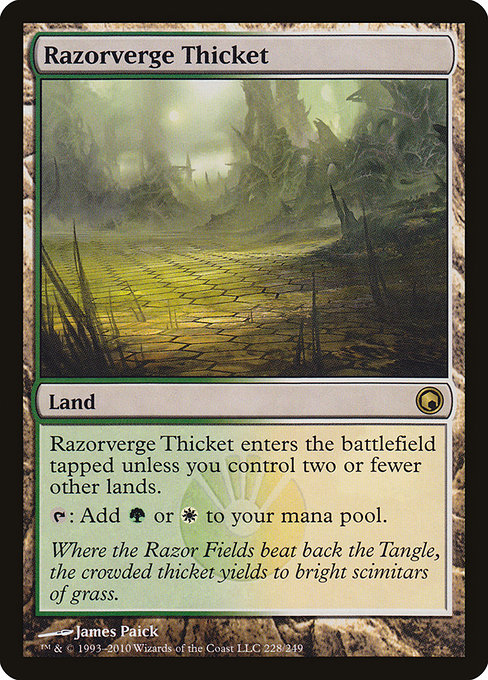 Razorverge Thicket
Land
Razorverge Thicket enters the battlefield
tapped unless you control two or fewer
other lands.
: Add or to your mana pool.
Where the Razor Fields beat back the Tangle,
the crowded thicket yields to bright scimitars
of grass.
James Paick
™ & © 1993–2010 Wizards of the Coast LLC 228/249